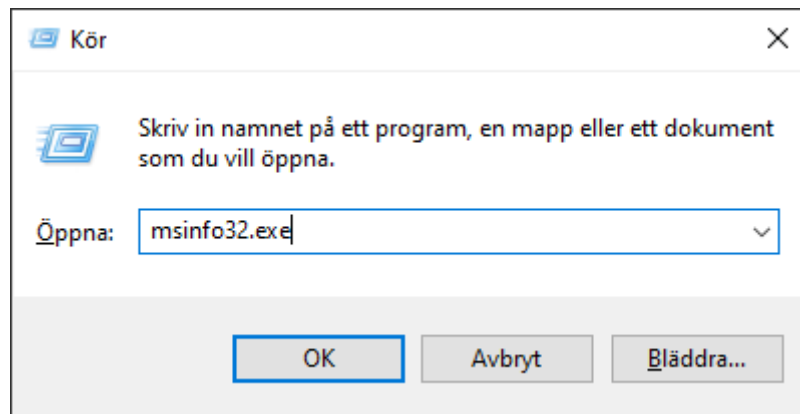 Kör
Skriv in namnet på ett program, en mapp eller ett dokument
som du vill öppna.
Öppna: msinfo32.exe
OK Avbryt Bläddra...